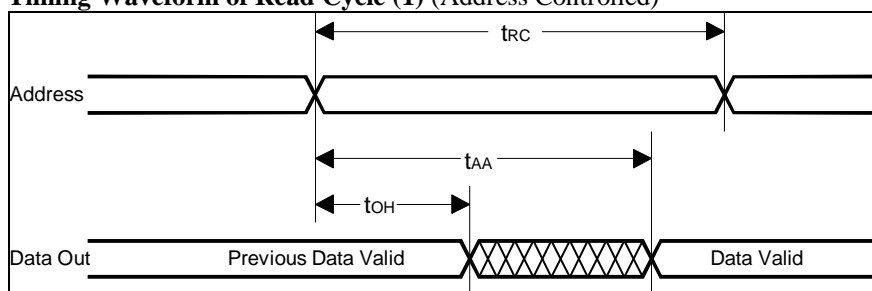 Timing Waveform of Read Cycle (1) (Address Controlled)
tRC
Address
tAA
tOH
Data Out
Previous Data Valid
Data Valid